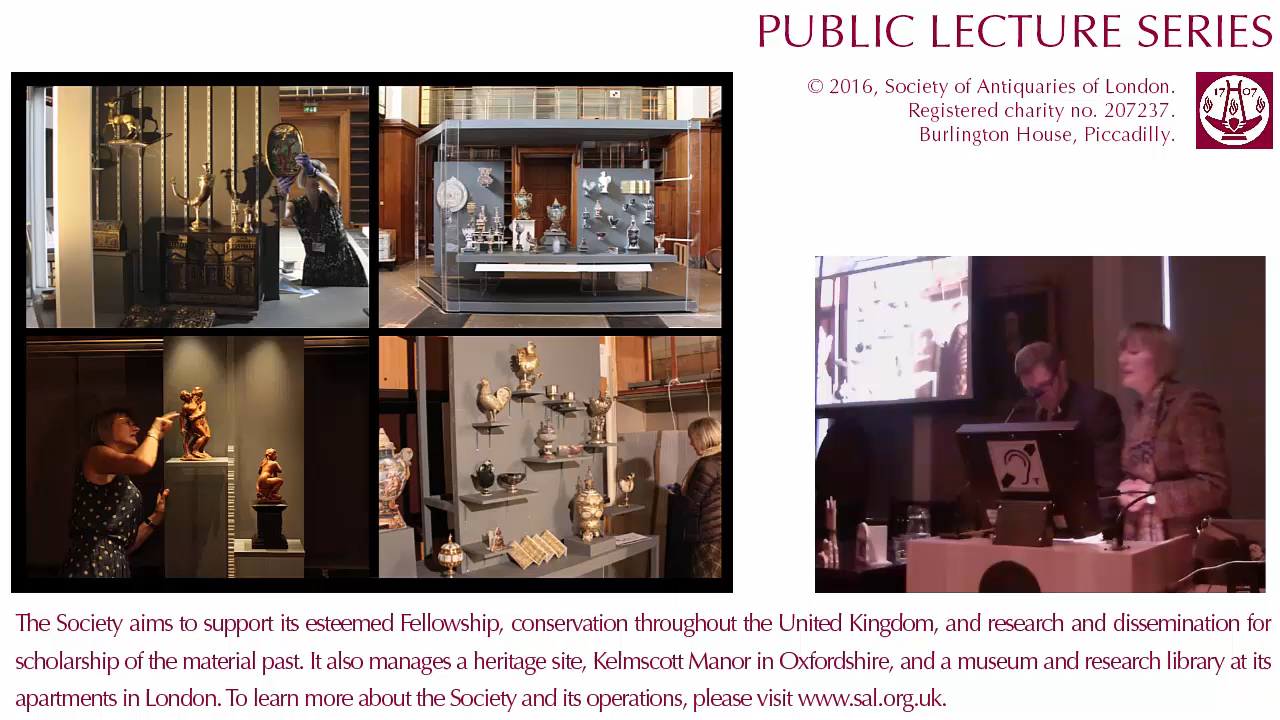 PUBLIC LECTURE SERIES
© 2016, Society of Antiquaries of London.
Registered charity no. 207237.
Burlington House, Piccadilly.
17 07
T
The Society aims to support its esteemed Fellowship, conservation throughout the United Kingdom, and research and dissemination for
scholarship of the material past. It also manages a heritage site, Kelmscott Manor in Oxfordshire, and a museum and research library at its
apartments in London. To learn more about the Society and its operations, please visit www.sal.org.uk.